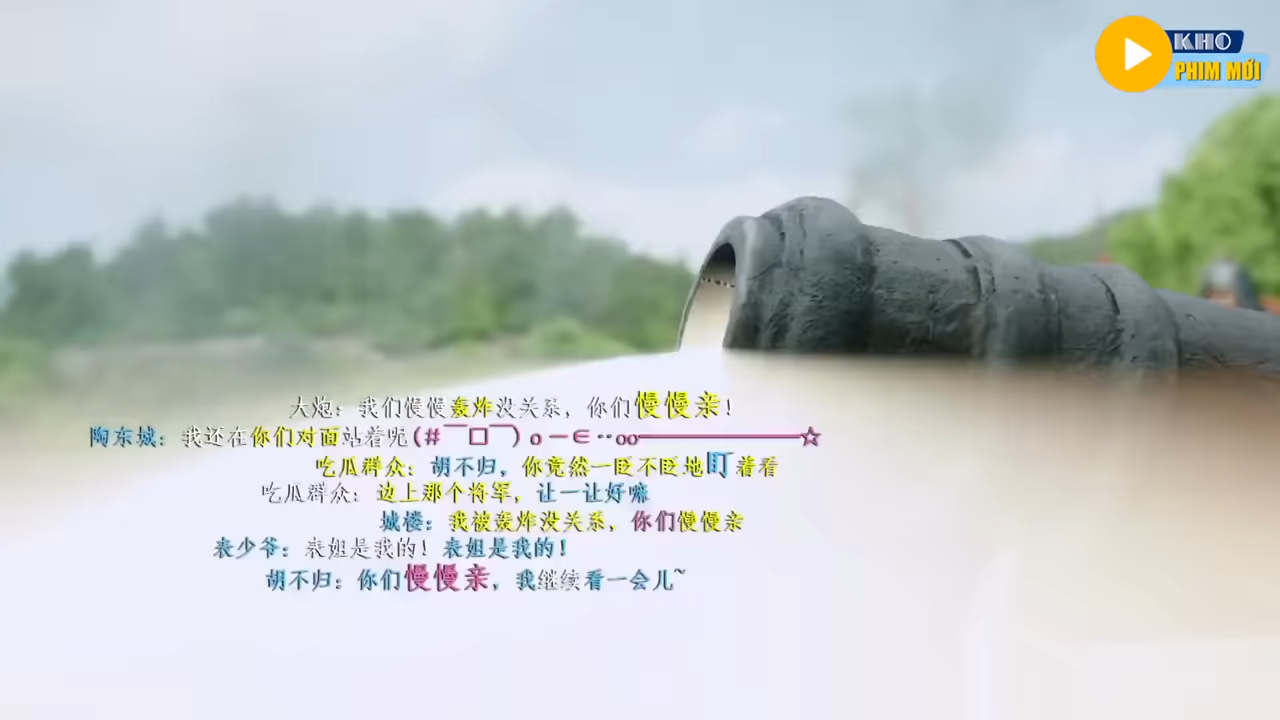 KHO
PHIM MỚI
大炮：我们慢慢轰炸没关系，你们慢慢亲！
陶东城：我还在你们对面站着呢(#￣□￣)o—∈‥oo━━━━━━━☆
吃瓜群众：胡不归，你竟然一眨不眨地盯着看
吃瓜群众：边上那个将军，让一让好嘛
城楼：我被轰炸没关系，你们慢慢亲
表少爷：表姐是我的！表姐是我的！
胡不归：你们慢慢亲，我继续看一会儿~